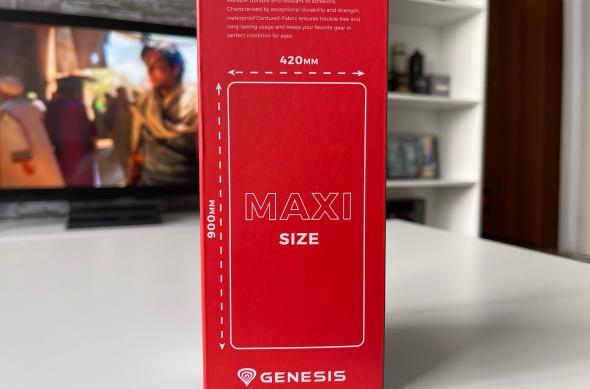 Reliable durable and resistant to abrasions.
Characterised by exceptional durability and strength,
waterproof Cordura® Fabric ensures trouble-free and
long-lasting usage and keeps your favorite gear in
perfect condition for ages.
420MM
900MM
MAXI
SIZE
GENESIS